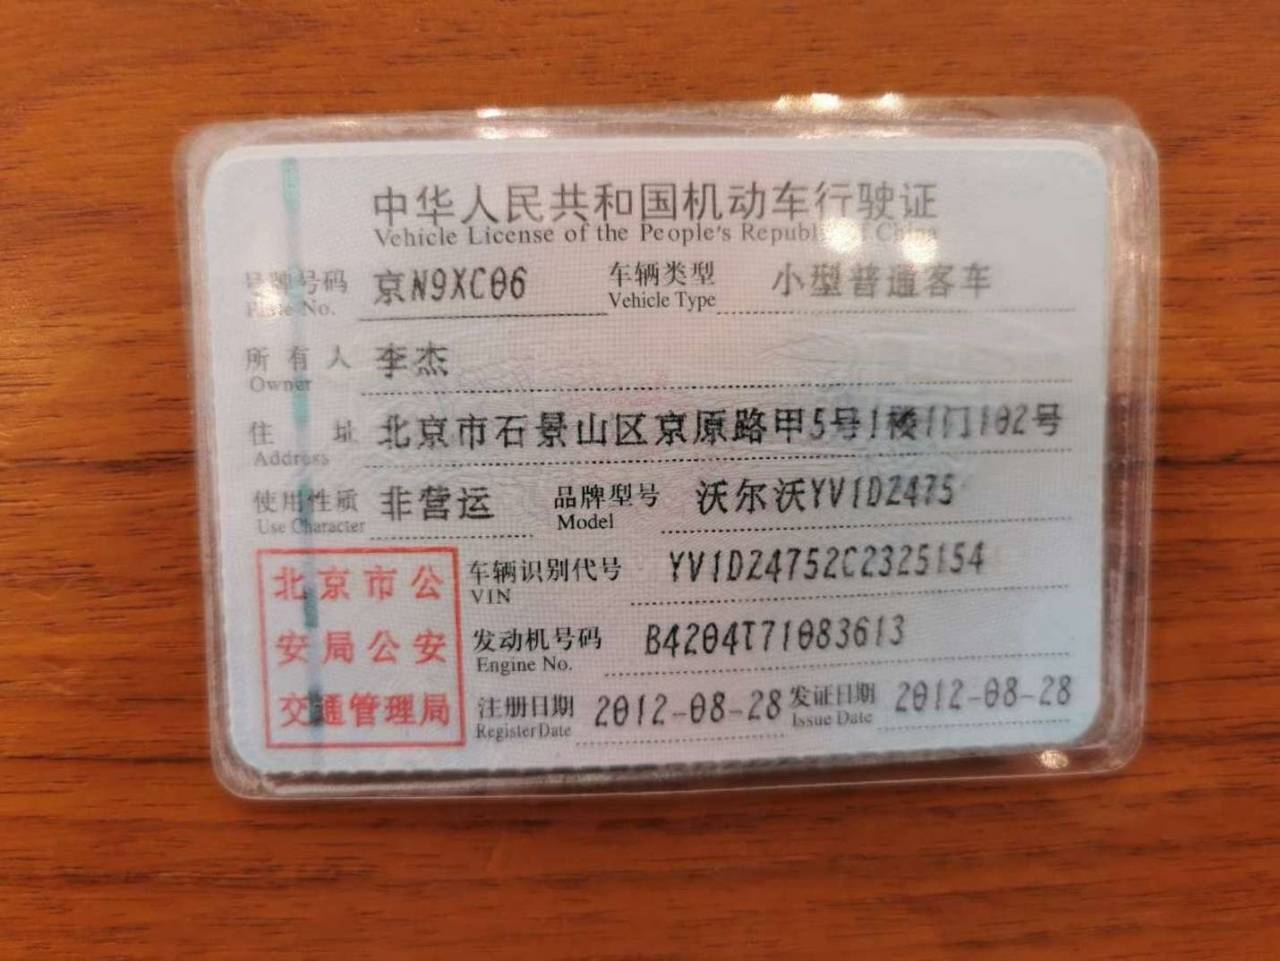 中华人民共和国机动车行驶证
Vehicle License of the People's Republic of China
号牌号码 京N9XC06 车辆类型 小型普通客车
Plate No. Vehicle Type
所有人 李杰
Owner
住址 北京市石景山区京原路甲5号1楼1门102号
Address
使用性质 非营运 品牌型号 沃尔沃YV1DZ475
Use Character Model
北京市公 车辆识别代号 YV1DZ4752C2325154
VIN
安局公安 发动机号码 B4204T71083613
Engine No.
交通管理局 注册日期 2012-08-28 发证日期 2012-08-28
Register Date Issue Date